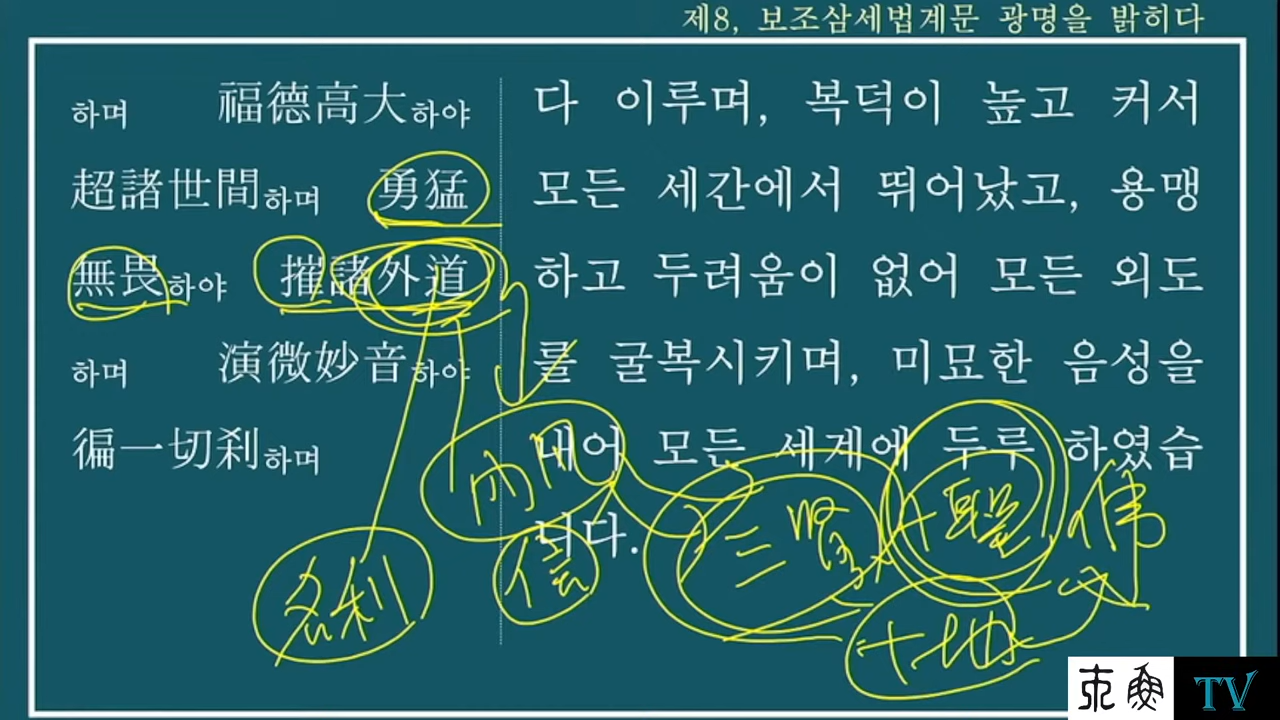 제8, 보조삼세법계문 광명을 밝히다
하며 福德高大하야
超諸世間하며 勇猛
無畏하야 摧諸外道
하며 演微妙音하야
徧一切刹하며
다 이루며, 복덕이 높고 커서
모든 세간에서 뛰어났고, 용맹
하고 두려움이 없어 모든 외도
를 굴복시키며, 미묘한 음성을
내어 모든 세계에 두루 하였습
니다.
三賢
十聖
名利
信
十地
TV